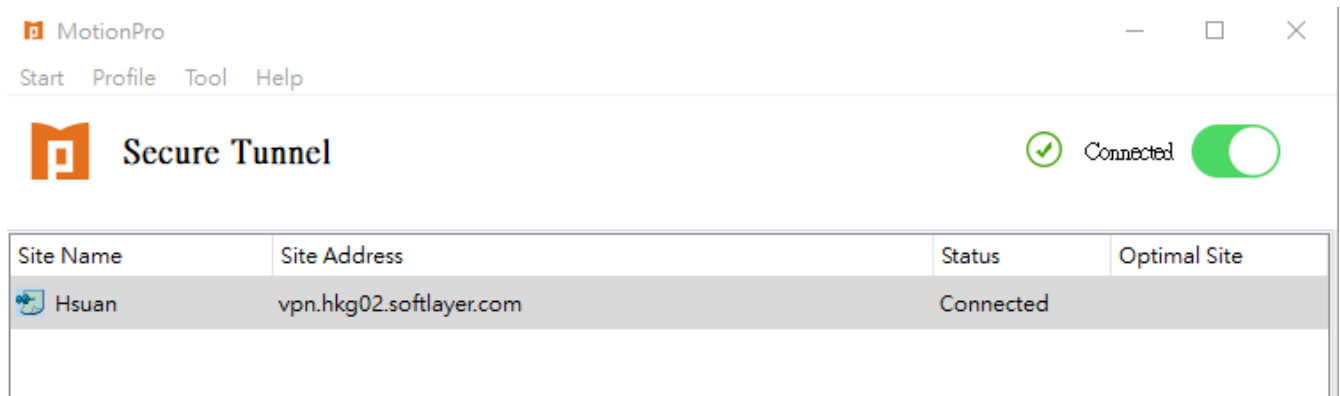 MotionPro
Start Profile Tool Help
Secure Tunnel Connected
Site Name Site Address Status Optimal Site
Hsuan vpn.hkg02.softlayer.com Connected